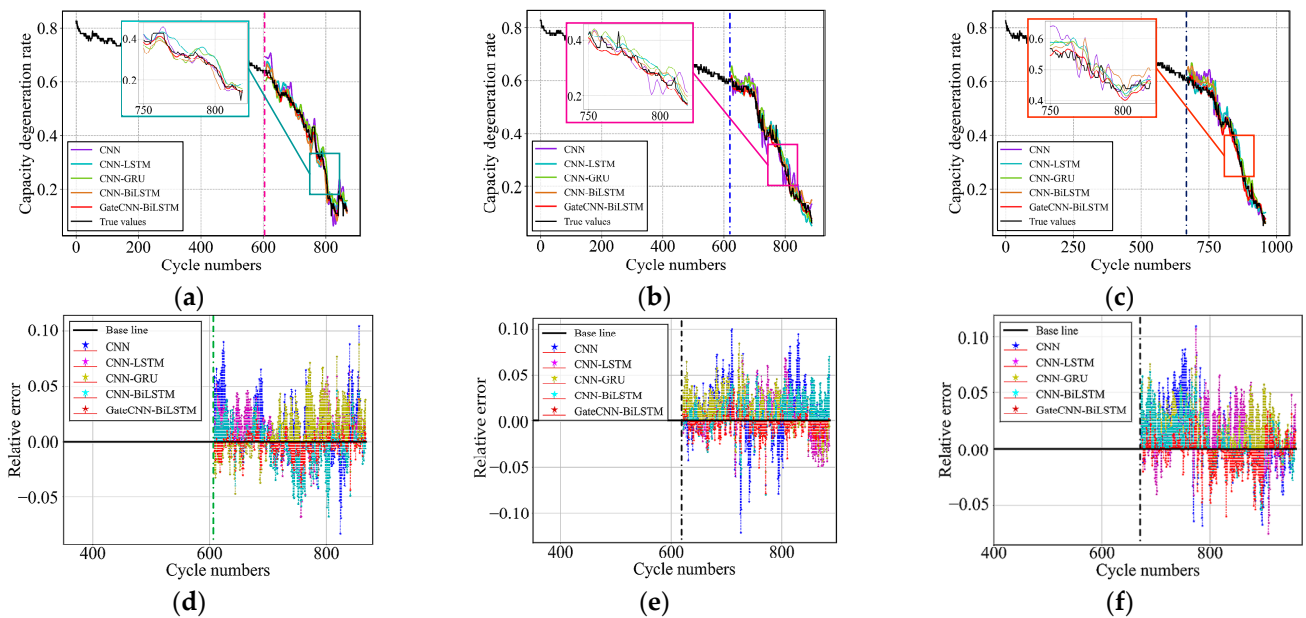 Capacity degeneration rate
0.8
0.6
0.4
0.2
0.4
0.2
750
800
CNN
CNN-LSTM
CNN-GRU
CNN-BiLSTM
GateCNN-BiLSTM
True values
0
200
400
600
800
Cycle numbers
(a)
Capacity degeneration rate
0.8
0.6
0.4
0.2
0.4
0.2
750
800
CNN
CNN-LSTM
CNN-GRU
CNN-BiLSTM
GateCNN-BiLSTM
True values
0
200
400
600
800
Cycle numbers
(b)
Capacity degeneration rate
0.8
0.6
0.4
0.2
0.6
0.5
0.4
750
800
CNN
CNN-LSTM
CNN-GRU
CNN-BiLSTM
GateCNN-BiLSTM
True values
0
250
500
750
1000
Cycle numbers
(c)
Relative error
0.10
0.05
0.00
−0.05
Base line
CNN
CNN-LSTM
CNN-GRU
CNN-BiLSTM
GateCNN-BiLSTM
400
600
800
Cycle numbers
(d)
Relative error
0.10
0.05
0.00
−0.05
−0.10
Base line
CNN
CNN-LSTM
CNN-GRU
CNN-BiLSTM
GateCNN-BiLSTM
400
600
800
Cycle numbers
(e)
Relative error
0.10
0.05
0.00
−0.05
Base line
CNN
CNN-LSTM
CNN-GRU
CNN-BiLSTM
GateCNN-BiLSTM
400
600
800
Cycle numbers
(f)